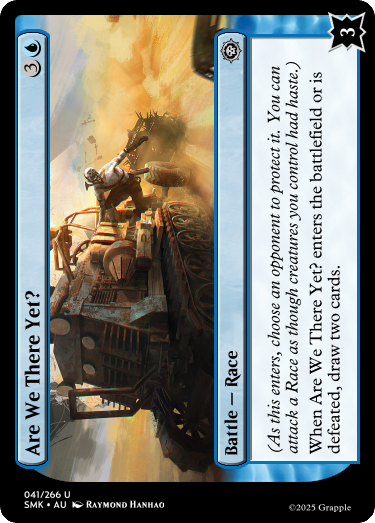 Are We There Yet?
3
Battle — Race
(As this enters, choose an opponent to protect it. You can
attack a Race as though creatures you control had haste.)
When Are We There Yet? enters the battlefield or is
defeated, draw two cards.
3
041/266 U
SMK • AU Raymond Hanhao
©2025 Grapple